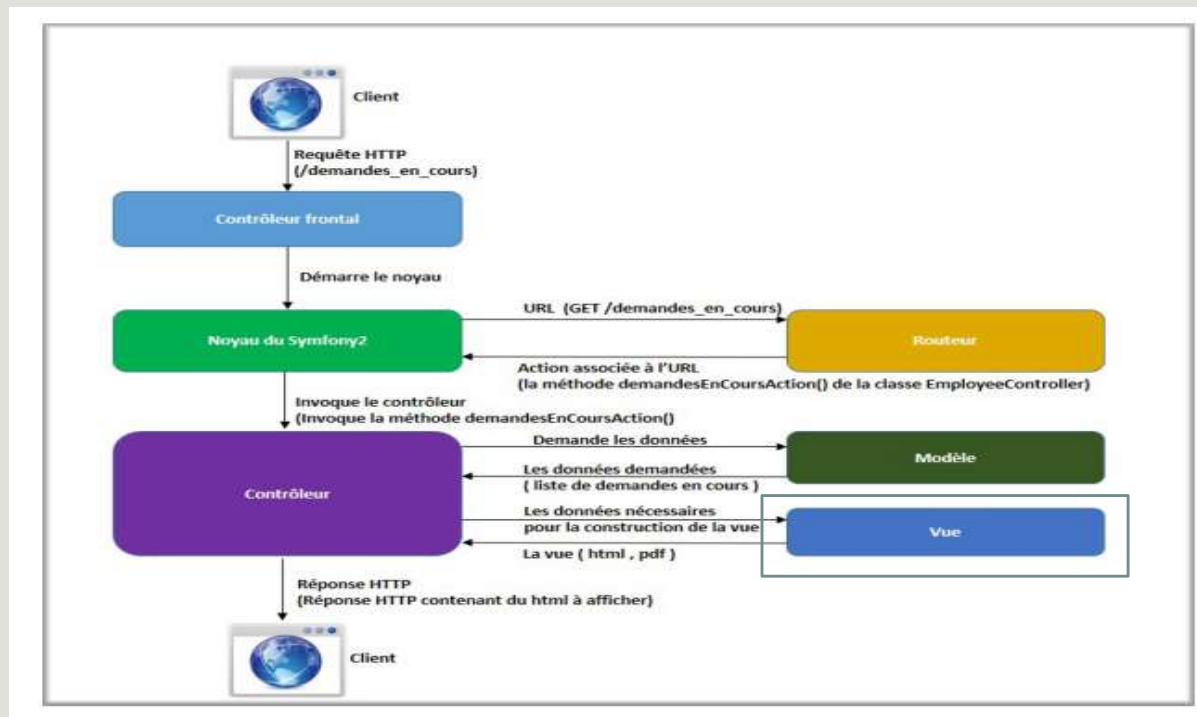 Client
Requête HTTP
(/demandes_en_cours)
Contrôleur frontal
Démarre le noyau
URL (GET /demandes_en_cours)
Noyau du Symfony2
Routeur
Action associée à l'URL
(la méthode demandesEnCoursAction() de la classe EmployeeController)
Invoque le contrôleur
(Invoque la méthode demandesEnCoursAction()
Demande les données
Modèle
Les données demandées
( liste de demandes en cours )
Contrôleur
Les données nécessaires
pour la construction de la vue
Vue
La vue ( html , pdf )
Réponse HTTP
(Réponse HTTP contenant du html à afficher)
Client